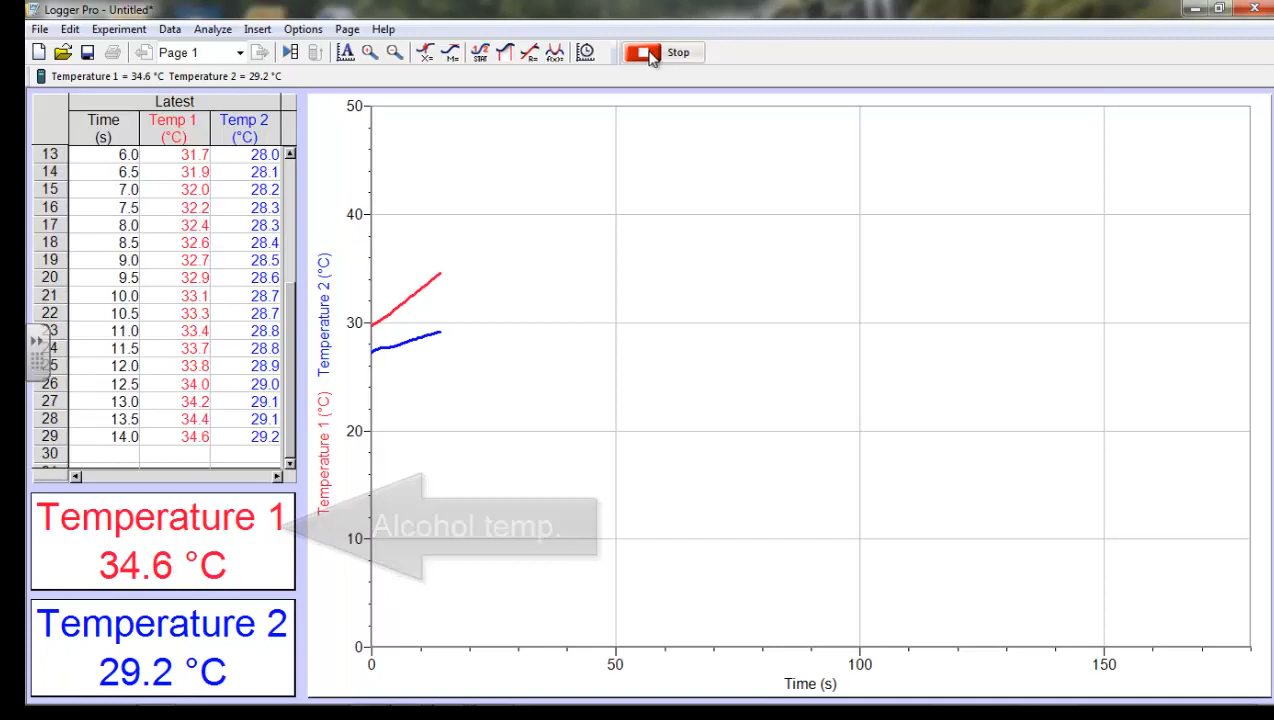 Logger Pro - Untitled*
File Edit Experiment Data Analyze Insert Options Page Help
Page 1
X= M= STAT R= f(x)= Stop
Temperature 1 = 34.6 °C Temperature 2 = 29.2 °C
Latest
Time (s) Temp 1 (°C) Temp 2 (°C)
13 6.0 31.7 28.0
14 6.5 31.9 28.1
15 7.0 32.0 28.2
16 7.5 32.2 28.3
17 8.0 32.4 28.3
18 8.5 32.6 28.4
19 9.0 32.7 28.5
20 9.5 32.9 28.6
21 10.0 33.1 28.7
22 10.5 33.3 28.7
23 11.0 33.4 28.8
24 11.5 33.7 28.8
25 12.0 33.8 28.9
26 12.5 34.0 29.0
27 13.0 34.2 29.1
28 13.5 34.4 29.1
29 14.0 34.6 29.2
30
Temperature 1
34.6 °C
Temperature 2
29.2 °C
Alcohol temp.
Temperature 2 (°C)
Temperature 1 (°C)
50
40
30
20
10
0
0 50 100 150
Time (s)